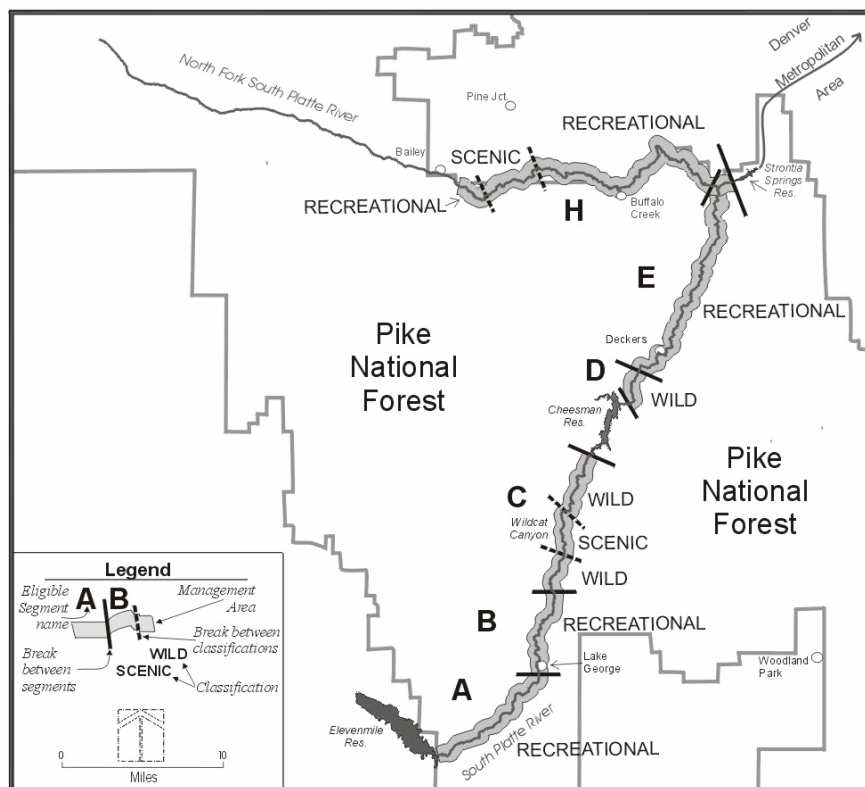 Denver
Metropolitan
Area
North Fork South Platte River
Pine Jct
RECREATIONAL
Bailey
SCENIC
Strontia
Springs
Res.
RECREATIONAL
H
Buffalo
Creek
E
RECREATIONAL
Pike
National
Forest
Deckers
D
WILD
Cheesman
Res.
Pike
National
Forest
C
WILD
Wildcat
Canyon
SCENIC
WILD
B
RECREATIONAL
Lake
George
Woodland
Park
A
Elevenmile
Res.
South Platte River
RECREATIONAL
Legend
Eligible
Segment
name
A B
Management
Area
Break between
classifications
Break
between
segments
WILD
SCENIC
Classification
0 10
Miles